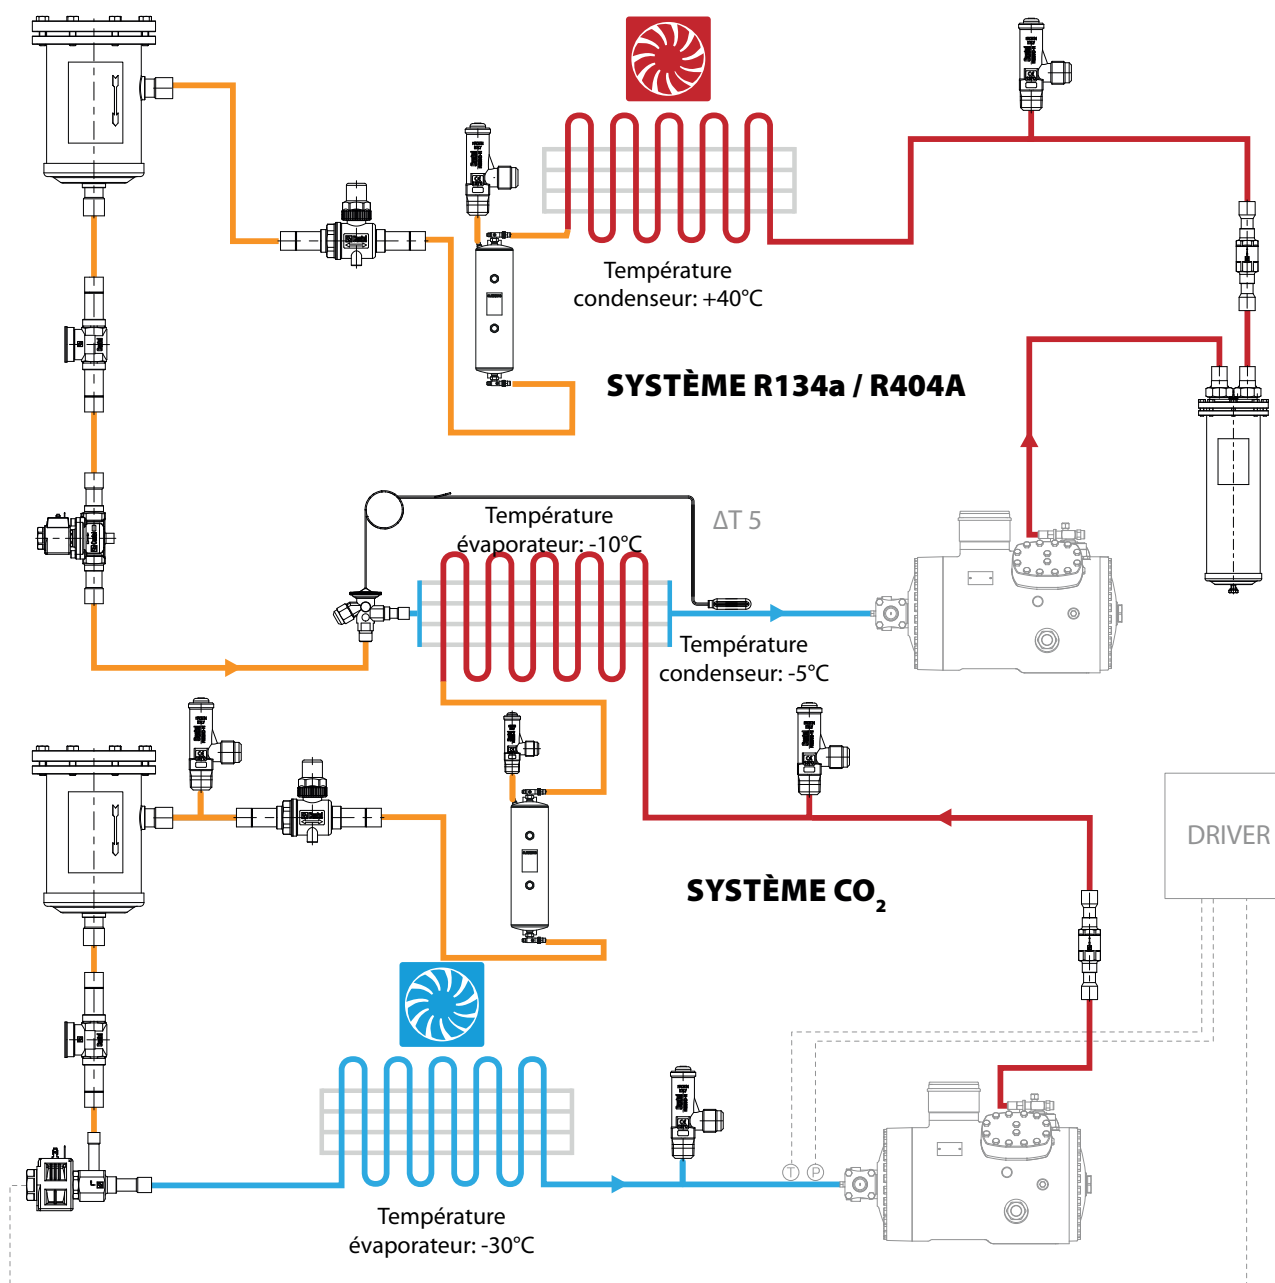 Température
condenseur: +40°C
SYSTÈME R134a / R404A
Température
évaporateur: -10°C
ΔT 5
Température
condenseur: -5°C
DRIVER
SYSTÈME CO₂
T
P
Température
évaporateur: -30°C